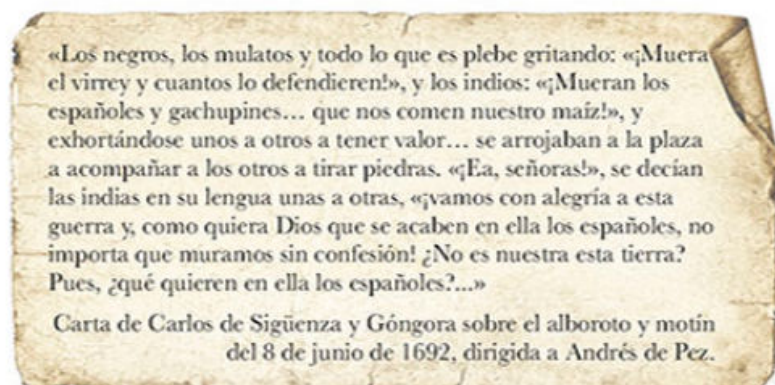 «Los negros, los mulatos y todo lo que es plebe gritando: «¡Muera
el virrey y cuantos lo defendieren!», y los indios: «¡Mueran los
españoles y gachupines... que nos comen nuestro maíz!», y
exhortándose unos a otros a tener valor... se arrojaban a la plaza
a acompañar a los otros a tirar piedras. «¡Ea, señoras!», se decían
las indias en su lengua unas a otras, «¡vamos con alegría a esta
guerra y, como quiera Dios que se acaben en ella los españoles, no
importa que muramos sin confesión! ¿No es nuestra esta tierra?
Pues, ¿qué quieren en ella los españoles?...»
Carta de Carlos de Sigüenza y Góngora sobre el alboroto y motín
del 8 de junio de 1692, dirigida a Andrés de Pez.